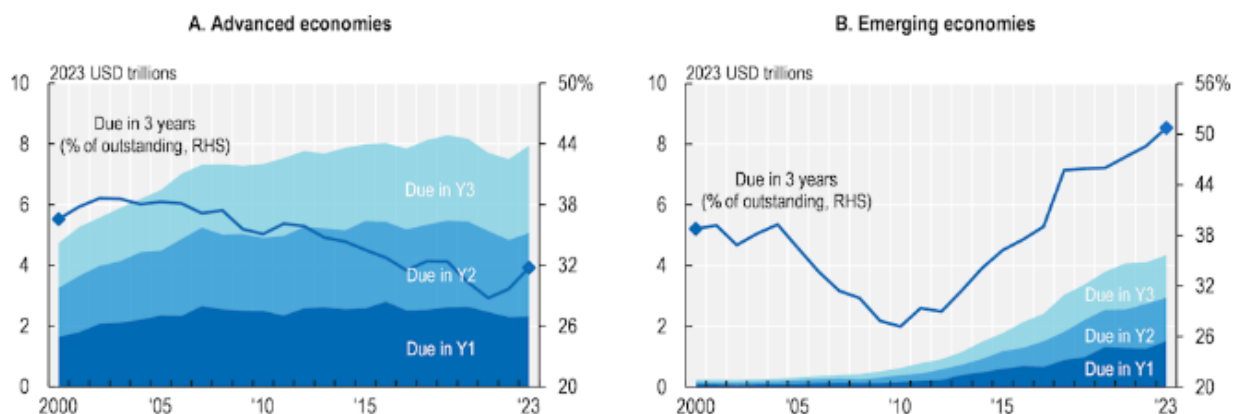 A. Advanced economies
2023 USD trillions
10
8
6
4
2
0
50%
44
38
32
26
20
Due in 3 years
(% of outstanding, RHS)
Due in Y3
Due in Y2
Due in Y1
2000
'05
'10
'15
'23
B. Emerging economies
2023 USD trillions
10
8
6
4
2
0
56%
50
44
38
32
26
20
Due in 3 years
(% of outstanding, RHS)
Due in Y3
Due in Y2
Due in Y1
2000
'05
'10
'15
'23